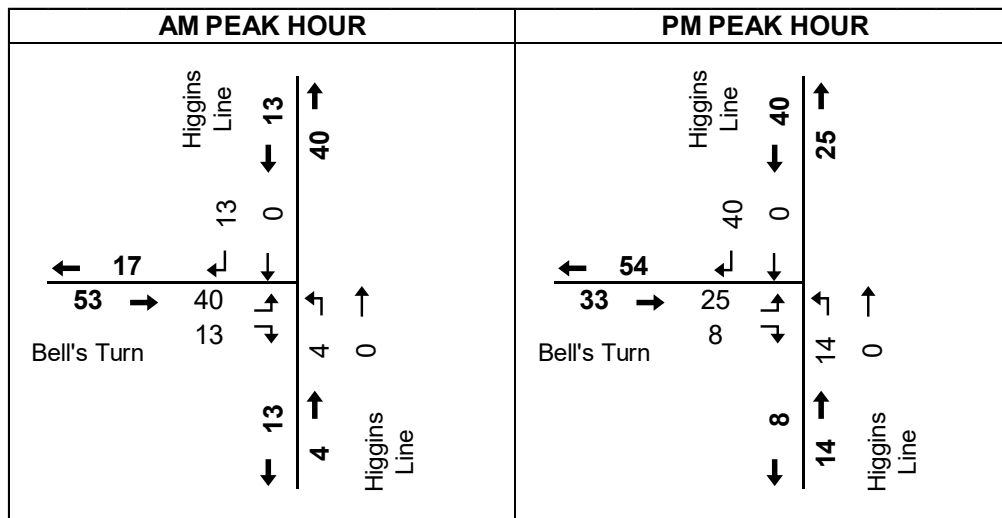 AM PEAK HOUR
Higgins
Line
13
40
13
0
17
53
40
13
Bell's Turn
4
0
13
4
Higgins
Line
PM PEAK HOUR
Higgins
Line
40
25
40
0
54
33
25
8
Bell's Turn
14
0
8
14
Higgins
Line